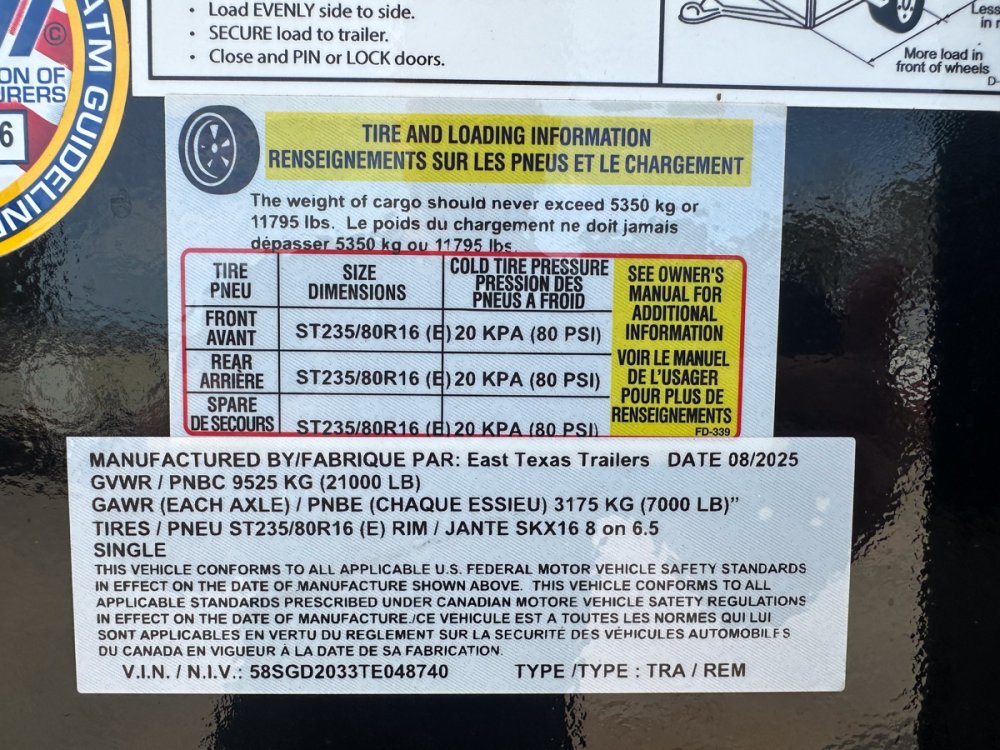 • Load EVENLY side to side.
• SECURE load to trailer.
• Close and PIN or LOCK doors.
Less
in r
More load in
front of wheels
D-
ATM GUIDELIN
©
ON OF
URERS
6
TIRE AND LOADING INFORMATION
RENSEIGNEMENTS SUR LES PNEUS ET LE CHARGEMENT
The weight of cargo should never exceed 5350 kg or
11795 lbs. Le poids du chargement ne doit jamais
dépasser 5350 kg ou 11795 lbs.
TIRE
PNEU
SIZE
DIMENSIONS
COLD TIRE PRESSURE
PRESSION DES
PNEUS A FROID
FRONT
AVANT
ST235/80R16 (E) 20 KPA (80 PSI)
REAR
ARRIÈRE
ST235/80R16 (E) 20 KPA (80 PSI)
SPARE
DE SECOURS
ST235/80R16 (E) 20 KPA (80 PSI)
SEE OWNER'S
MANUAL FOR
ADDITIONAL
INFORMATION
VOIR LE MANUEL
DE L'USAGER
POUR PLUS DE
RENSEIGNEMENTS
FD-339
MANUFACTURED BY/FABRIQUE PAR: East Texas Trailers DATE 08/2025
GVWR / PNBC 9525 KG (21000 LB)
GAWR (EACH AXLE) / PNBE (CHAQUE ESSIEU) 3175 KG (7000 LB)"
TIRES / PNEU ST235/80R16 (E) RIM / JANTE SKX16 8 on 6.5
SINGLE
THIS VEHICLE CONFORMS TO ALL APPLICABLE U.S. FEDERAL MOTOR VEHICLE SAFETY STANDARDS
IN EFFECT ON THE DATE OF MANUFACTURE SHOWN ABOVE. THIS VEHICLE CONFORMS TO ALL
APPLICABLE STANDARDS PRESCRIBED UNDER CANADIAN MOTORE VEHICLE SATETY REGULATIONS
IN EFFECT ON THE DATE OF MANUFACTURE./CE VEHICULE EST A TOUTES LES NORMES QUI LUI
SONT APPLICABLES EN VERTU DU REGLEMENT SUR LA SECURITÉ DES VÉHICULES AUTOMOBILES
DU CANADA EN VIGUEUR À LA DATE DE SA FABRICATION.
V.I.N. / N.I.V.: 58SGD2033TE048740 TYPE /TYPE : TRA / REM